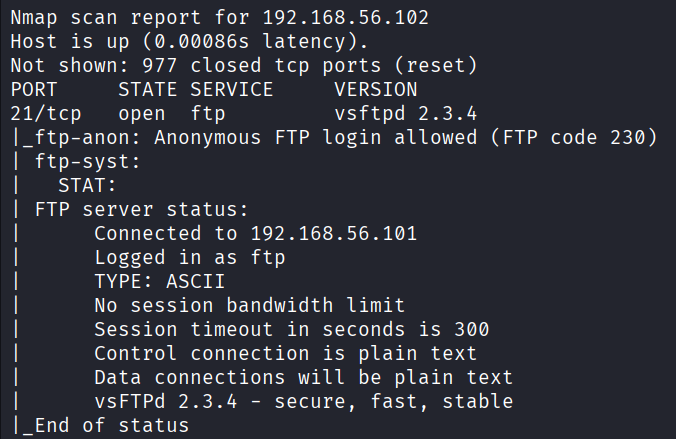 Nmap scan report for 192.168.56.102
Host is up (0.00086s latency).
Not shown: 977 closed tcp ports (reset)
PORT     STATE SERVICE     VERSION
21/tcp   open  ftp         vsftpd 2.3.4
|_ftp-anon: Anonymous FTP login allowed (FTP code 230)
| ftp-syst:
|   STAT:
| FTP server status:
|      Connected to 192.168.56.101
|      Logged in as ftp
|      TYPE: ASCII
|      No session bandwidth limit
|      Session timeout in seconds is 300
|      Control connection is plain text
|      Data connections will be plain text
|      vsFTPd 2.3.4 - secure, fast, stable
|_End of status